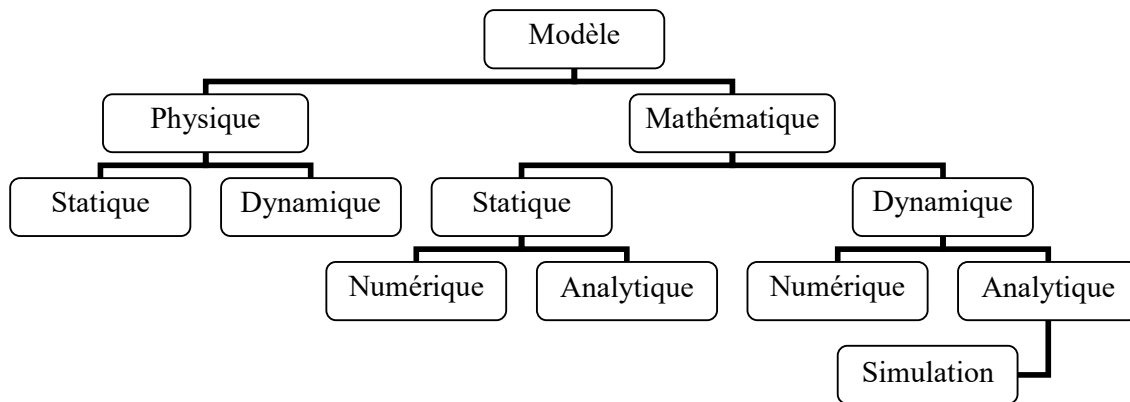 Modèle
Physique
Mathématique
Statique
Dynamique
Statique
Dynamique
Numérique
Analytique
Numérique
Analytique
Simulation